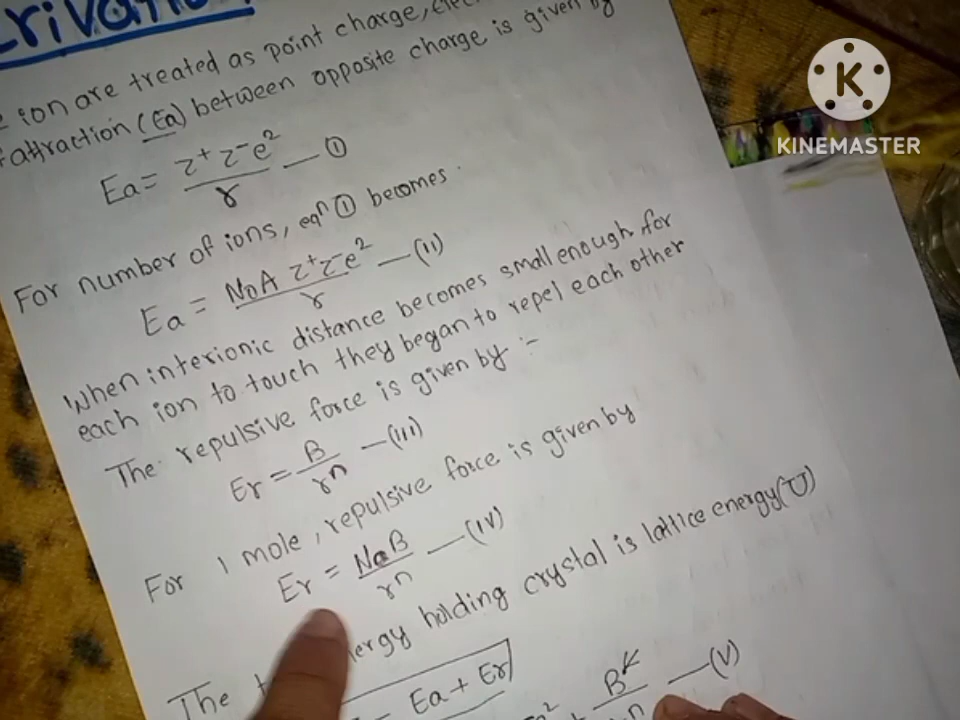 ion are treated as point charge,
attraction (Ea) between opposite charge is given by
Ea = z⁺ z⁻ e² / r — ①
For number of ions, eqⁿ ① becomes.
Ea = N₀A z⁺ z⁻ e² / r — (II)
When interionic distance becomes small enough for
each ion to touch they began to repel each other
The repulsive force is given by :-
Er = B / rⁿ — (III)
For 1 mole, repulsive force is given by
Er = N₀B / rⁿ — (IV)
The holding crystal is lattice energy (U)
Ea + Er
B — (V)
K
KINEMASTER